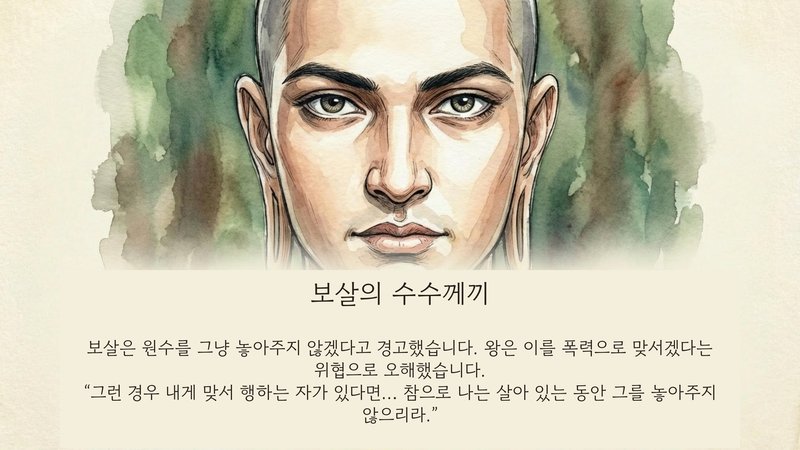 보살의 수수께끼
보살은 원수를 그냥 놓아주지 않겠다고 경고했습니다. 왕은 이를 폭력으로 맞서겠다는
위협으로 오해했습니다.
“그런 경우 내게 맞서 행하는 자가 있다면... 참으로 나는 살아 있는 동안 그를 놓아주지
않으리라.”